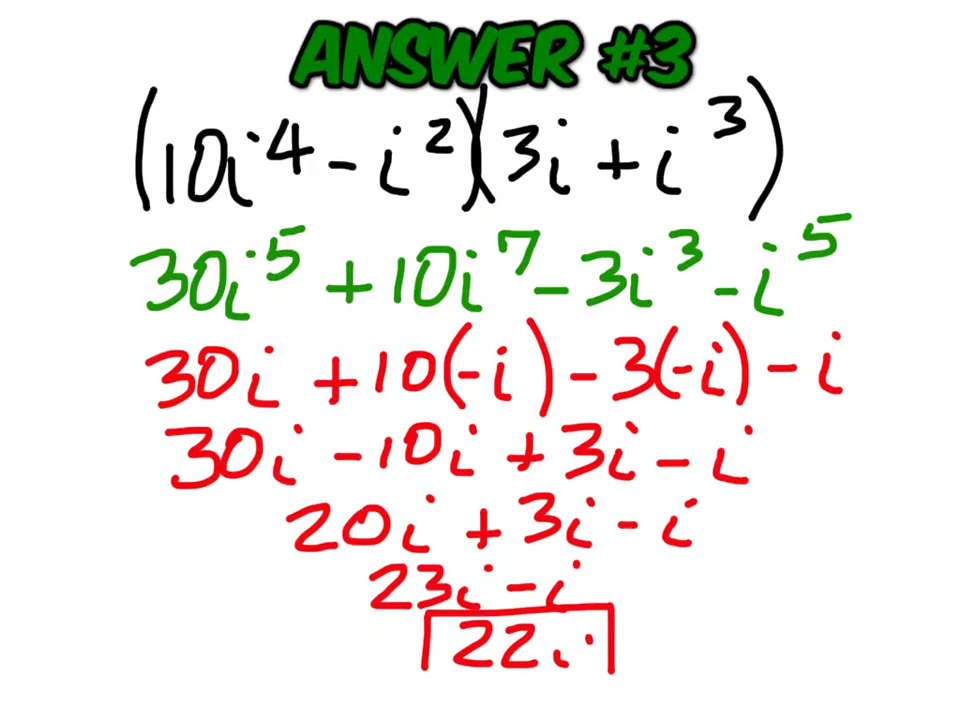 ANSWER #3
(10i⁴ - i²)(3i + i³)
30i⁵ + 10i⁷ - 3i³ - i⁵
30i + 10(-i) - 3(-i) - i
30i - 10i + 3i - i
20i + 3i - i
23i - i
22i